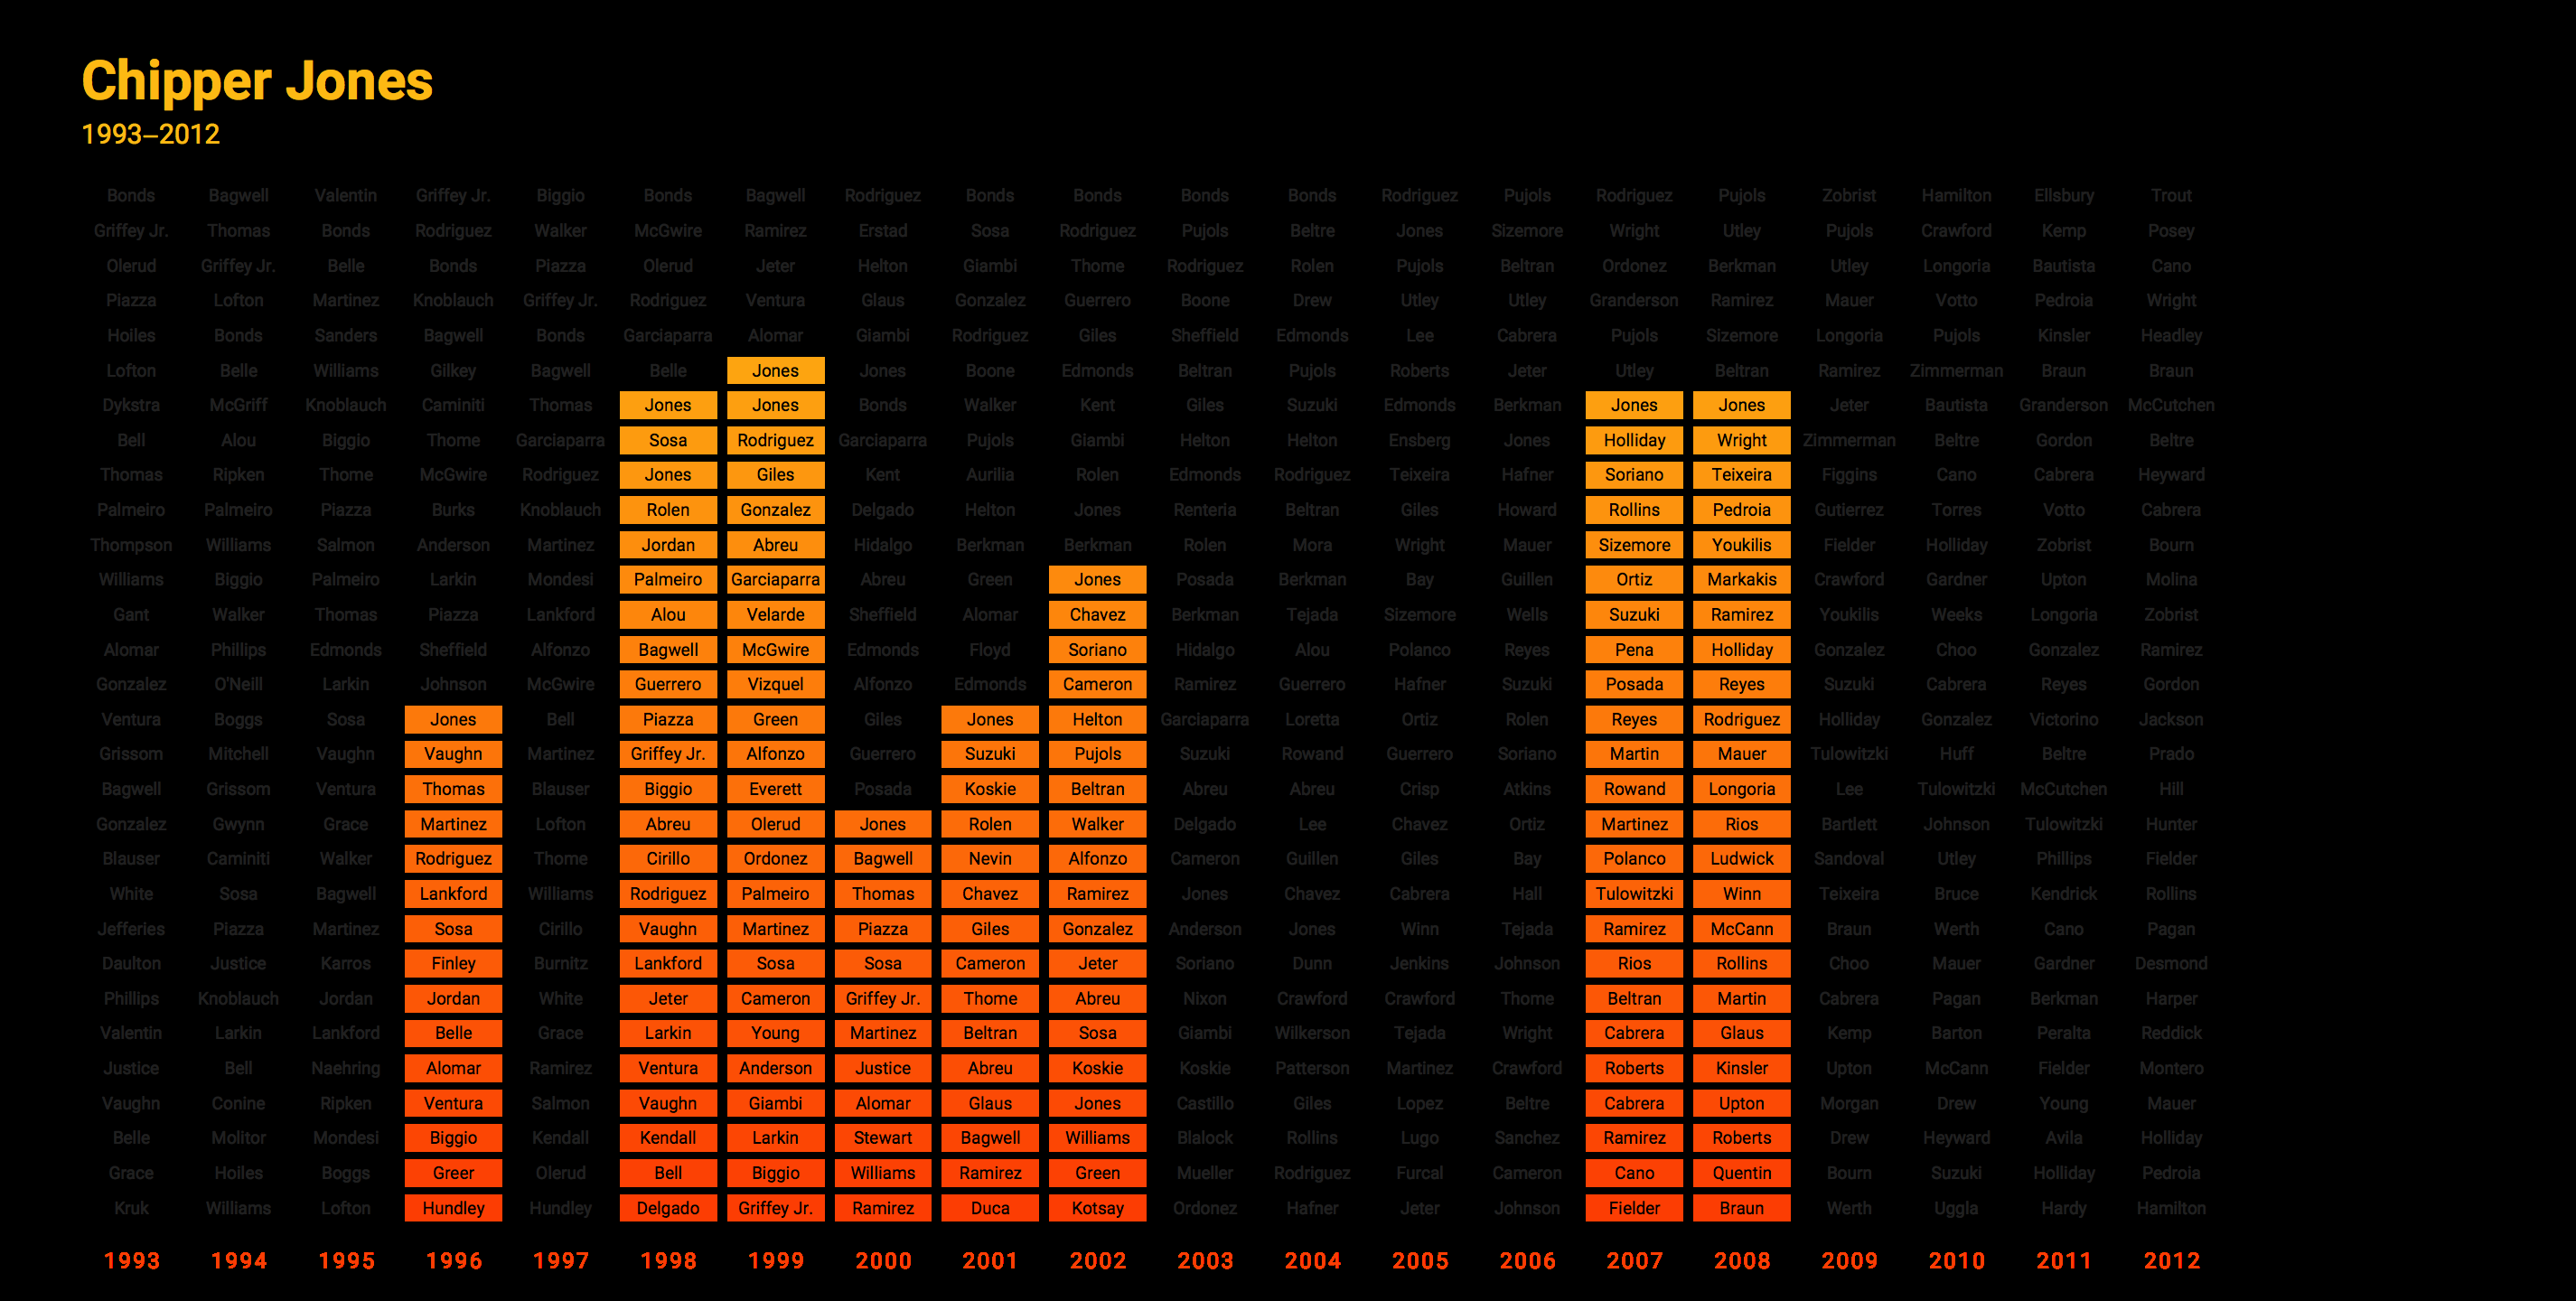 Chipper Jones
1993–2012
Bonds Bagwell Valentin Griffey Jr. Biggio Bonds Bagwell Rodriguez Bonds Bonds Bonds Bonds Rodriguez Pujols Rodriguez Pujols Zobrist Hamilton Ellsbury Trout
Griffey Jr. Thomas Bonds Rodriguez Walker McGwire Ramirez Erstad Sosa Rodriguez Pujols Beltre Jones Sizemore Wright Utley Pujols Crawford Kemp Posey
Olerud Griffey Jr. Belle Bonds Piazza Olerud Jeter Helton Giambi Thome Rodriguez Rolen Pujols Beltran Ordonez Berkman Utley Longoria Bautista Cano
Piazza Lofton Martinez Knoblauch Griffey Jr. Rodriguez Ventura Glaus Gonzalez Guerrero Boone Drew Utley Utley Granderson Ramirez Mauer Votto Pedroia Wright
Hoiles Bonds Sanders Bagwell Bonds Garciaparra Alomar Giambi Rodriguez Giles Sheffield Edmonds Lee Cabrera Pujols Sizemore Longoria Pujols Kinsler Headley
Lofton Belle Williams Gilkey Bagwell Belle Jones Jones Boone Edmonds Beltran Pujols Roberts Jeter Utley Beltran Ramirez Zimmerman Braun Braun
Dykstra McGriff Knoblauch Caminiti Thomas Jones Jones Bonds Walker Kent Giles Suzuki Edmonds Berkman Jones Jones Jeter Bautista Granderson McCutchen
Bell Alou Biggio Thome Garciaparra Sosa Rodriguez Garciaparra Pujols Giambi Helton Helton Ensberg Jones Holliday Wright Zimmerman Beltre Gordon Beltre
Thomas Ripken Thome McGwire Rodriguez Jones Giles Kent Aurilia Rolen Edmonds Rodriguez Teixeira Hafner Soriano Teixeira Figgins Cano Cabrera Heyward
Palmeiro Palmeiro Piazza Burks Knoblauch Rolen Gonzalez Delgado Helton Jones Renteria Beltran Giles Howard Rollins Pedroia Gutierrez Torres Votto Cabrera
Thompson Williams Salmon Anderson Martinez Jordan Abreu Hidalgo Berkman Berkman Rolen Mora Wright Mauer Sizemore Youkilis Fielder Holliday Zobrist Bourn
Williams Biggio Palmeiro Larkin Mondesi Palmeiro Garciaparra Abreu Green Jones Posada Berkman Bay Guillen Ortiz Markakis Crawford Gardner Upton Molina
Gant Walker Thomas Piazza Lankford Alou Velarde Sheffield Alomar Chavez Berkman Tejada Sizemore Wells Suzuki Ramirez Youkilis Weeks Longoria Zobrist
Alomar Phillips Edmonds Sheffield Alfonzo Bagwell McGwire Edmonds Floyd Soriano Hidalgo Alou Polanco Reyes Pena Holliday Gonzalez Choo Gonzalez Ramirez
Gonzalez O'Neill Larkin Johnson McGwire Guerrero Vizquel Alfonzo Edmonds Cameron Ramirez Guerrero Hafner Suzuki Posada Reyes Suzuki Cabrera Reyes Gordon
Ventura Boggs Sosa Jones Bell Piazza Green Giles Jones Helton Garciaparra Loretta Ortiz Rolen Reyes Rodriguez Holliday Gonzalez Victorino Jackson
Grissom Mitchell Vaughn Vaughn Martinez Griffey Jr. Alfonzo Guerrero Suzuki Pujols Suzuki Rowand Guerrero Soriano Martin Mauer Tulowitzki Huff Beltre Prado
Bagwell Grissom Ventura Thomas Blauser Biggio Everett Posada Koskie Beltran Abreu Abreu Crisp Atkins Rowand Longoria Lee Tulowitzki McCutchen Hill
Gonzalez Gwynn Grace Martinez Lofton Abreu Olerud Jones Rolen Walker Delgado Lee Chavez Ortiz Martinez Rios Bartlett Johnson Tulowitzki Hunter
Blauser Caminiti Walker Rodriguez Thome Cirillo Ordonez Bagwell Nevin Alfonzo Cameron Guillen Giles Bay Polanco Ludwick Sandoval Utley Phillips Fielder
White Sosa Bagwell Lankford Williams Rodriguez Palmeiro Thomas Chavez Ramirez Jones Chavez Cabrera Hall Tulowitzki Winn Teixeira Bruce Kendrick Rollins
Jefferies Piazza Martinez Sosa Cirillo Vaughn Martinez Piazza Giles Gonzalez Anderson Jones Winn Tejada Ramirez McCann Braun Werth Cano Pagan
Daulton Justice Karros Finley Burnitz Lankford Sosa Sosa Cameron Jeter Soriano Dunn Jenkins Johnson Rios Rollins Choo Mauer Gardner Desmond
Phillips Knoblauch Jordan Jordan White Jeter Cameron Griffey Jr. Thome Abreu Nixon Crawford Crawford Thome Beltran Martin Cabrera Pagan Berkman Harper
Valentin Larkin Lankford Belle Grace Larkin Young Martinez Beltran Sosa Giambi Wilkerson Tejada Wright Cabrera Glaus Kemp Barton Peralta Reddick
Justice Bell Naehring Alomar Ramirez Ventura Anderson Justice Abreu Koskie Koskie Patterson Martinez Crawford Roberts Kinsler Upton McCann Fielder Montero
Vaughn Conine Ripken Ventura Salmon Vaughn Giambi Alomar Glaus Jones Castillo Giles Lopez Beltre Cabrera Upton Morgan Drew Young Mauer
Belle Molitor Mondesi Biggio Kendall Kendall Larkin Stewart Bagwell Williams Blalock Rollins Lugo Sanchez Ramirez Roberts Drew Heyward Avila Holliday
Grace Hoiles Boggs Greer Olerud Bell Biggio Williams Ramirez Green Mueller Rodriguez Furcal Cameron Cano Quentin Bourn Suzuki Holliday Pedroia
Kruk Williams Lofton Hundley Hundley Delgado Griffey Jr. Ramirez Duca Kotsay Ordonez Hafner Jeter Johnson Fielder Braun Werth Uggla Hardy Hamilton
1993 1994 1995 1996 1997 1998 1999 2000 2001 2002 2003 2004 2005 2006 2007 2008 2009 2010 2011 2012